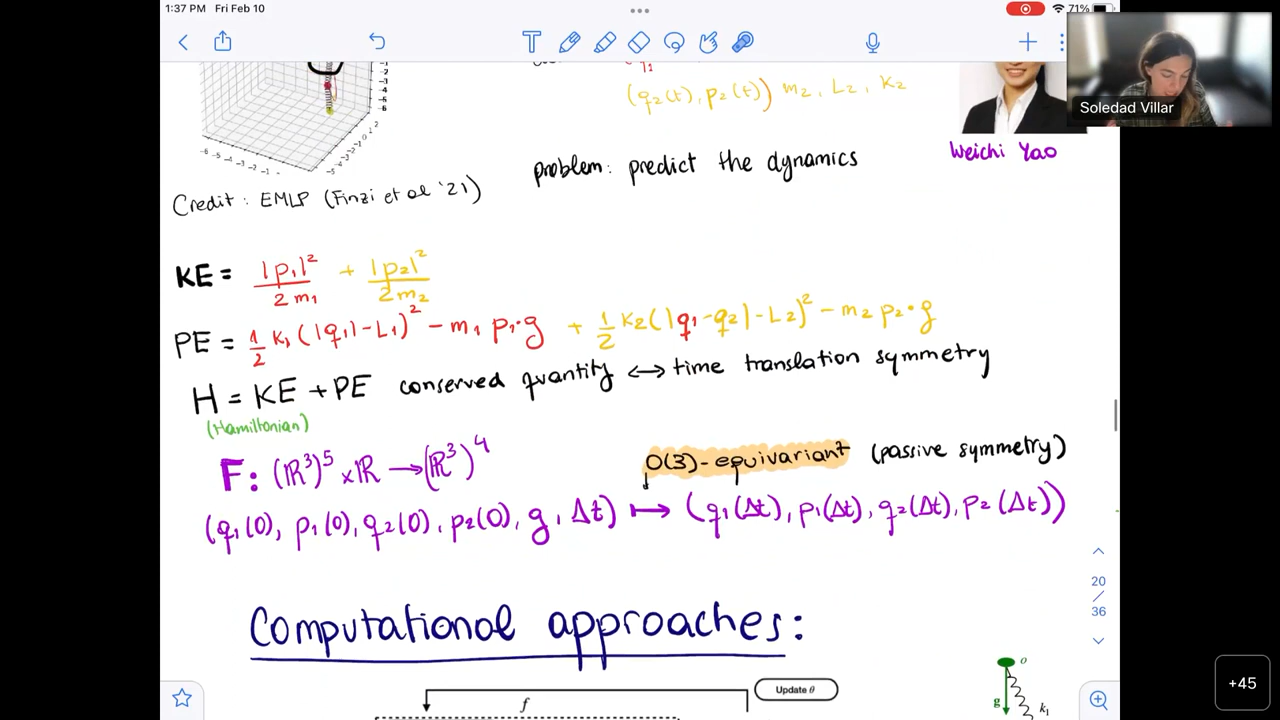 1:37 PM Fri Feb 10
71%
(q₂(t), p₂(t)) m₂, L₂, k₂
Soledad Villar
problem: predict the dynamics
Weichi Yao
Credit: EMLP (Finzi et al '21)
KE = |p₁|²/2m₁ + |p₂|²/2m₂
PE = ½ k₁(|q₁|-L₁)² - m₁ p₁·g + ½ k₂(|q₁-q₂|-L₂)² - m₂ p₂·g
H = KE + PE conserved quantity ⟷ time translation symmetry
(Hamiltonian)
F: (ℝ³)⁵ × ℝ → (ℝ³)⁴
O(3)-equivariant (passive symmetry)
(q₁(0), p₁(0), q₂(0), p₂(0), g, Δt) ↦ (q₁(Δt), p₁(Δt), q₂(Δt), p₂(Δt))
20
/
36
Computational approaches:
Update θ
f
o
g
k₁
+45